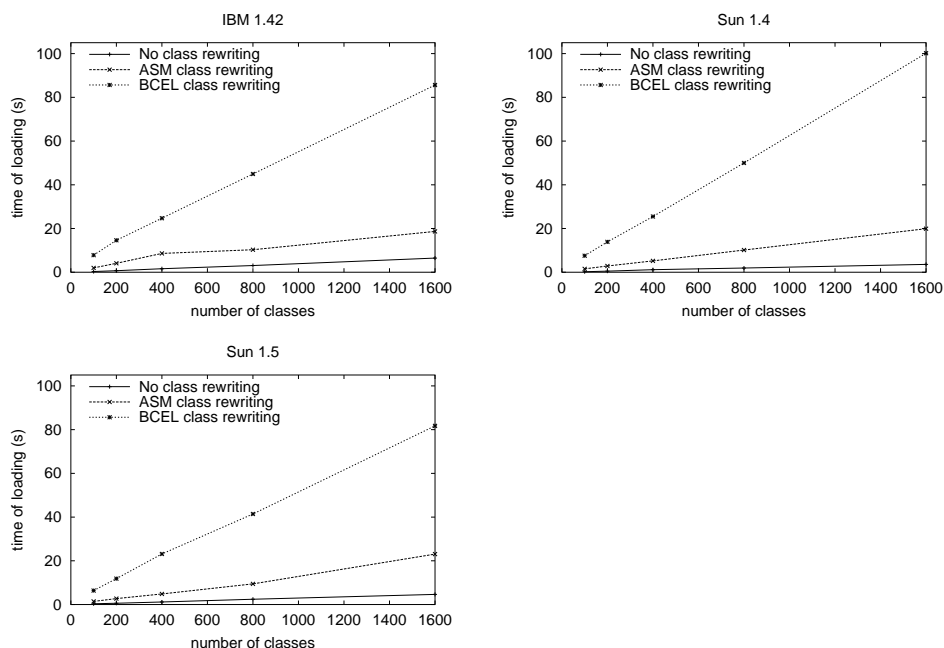 IBM 1.42
100
80
60
40
20
0
time of loading (s)
No class rewriting
ASM class rewriting
BCEL class rewriting
0 200 400 600 800 1000 1200 1400 1600
number of classes
Sun 1.4
100
80
60
40
20
0
time of loading (s)
No class rewriting
ASM class rewriting
BCEL class rewriting
0 200 400 600 800 1000 1200 1400 1600
number of classes
Sun 1.5
100
80
60
40
20
0
time of loading (s)
No class rewriting
ASM class rewriting
BCEL class rewriting
0 200 400 600 800 1000 1200 1400 1600
number of classes